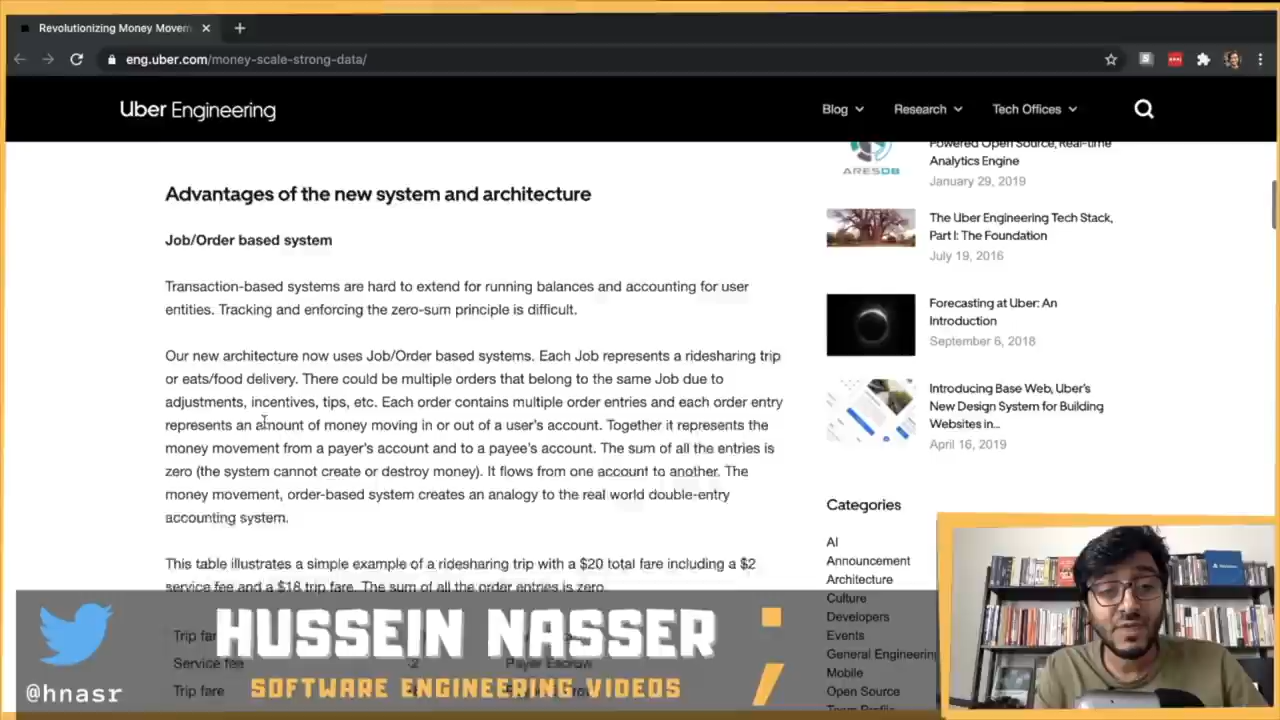 Revolutionizing Money Movem
eng.uber.com/money-scale-strong-data/
Uber Engineering
Blog
Research
Tech Offices
Advantages of the new system and architecture
Job/Order based system
Transaction-based systems are hard to extend for running balances and accounting for user
entities. Tracking and enforcing the zero-sum principle is difficult.
Our new architecture now uses Job/Order based systems. Each Job represents a ridesharing trip
or eats/food delivery. There could be multiple orders that belong to the same Job due to
adjustments, incentives, tips, etc. Each order contains multiple order entries and each order entry
represents an amount of money moving in or out of a user's account. Together it represents the
money movement from a payer's account and to a payee's account. The sum of all the entries is
zero (the system cannot create or destroy money). It flows from one account to another. The
money movement, order-based system creates an analogy to the real world double-entry
accounting system.
This table illustrates a simple example of a ridesharing trip with a $20 total fare including a $2
service fee and a $18 trip fare. The sum of all the order entries is zero.
Trip far
Service fee
Trip fare
ARESDB
Powered Open Source, Real-time
Analytics Engine
January 29, 2019
The Uber Engineering Tech Stack,
Part I: The Foundation
July 19, 2016
Forecasting at Uber: An
Introduction
September 6, 2018
Introducing Base Web, Uber's
New Design System for Building
Websites in...
April 16, 2019
Categories
AI
Announcement
Architecture
Culture
Developers
Events
General Engineering
Mobile
Open Source
Team Profile
HUSSEIN NASSER ;
SOFTWARE ENGINEERING VIDEOS
@hnasr